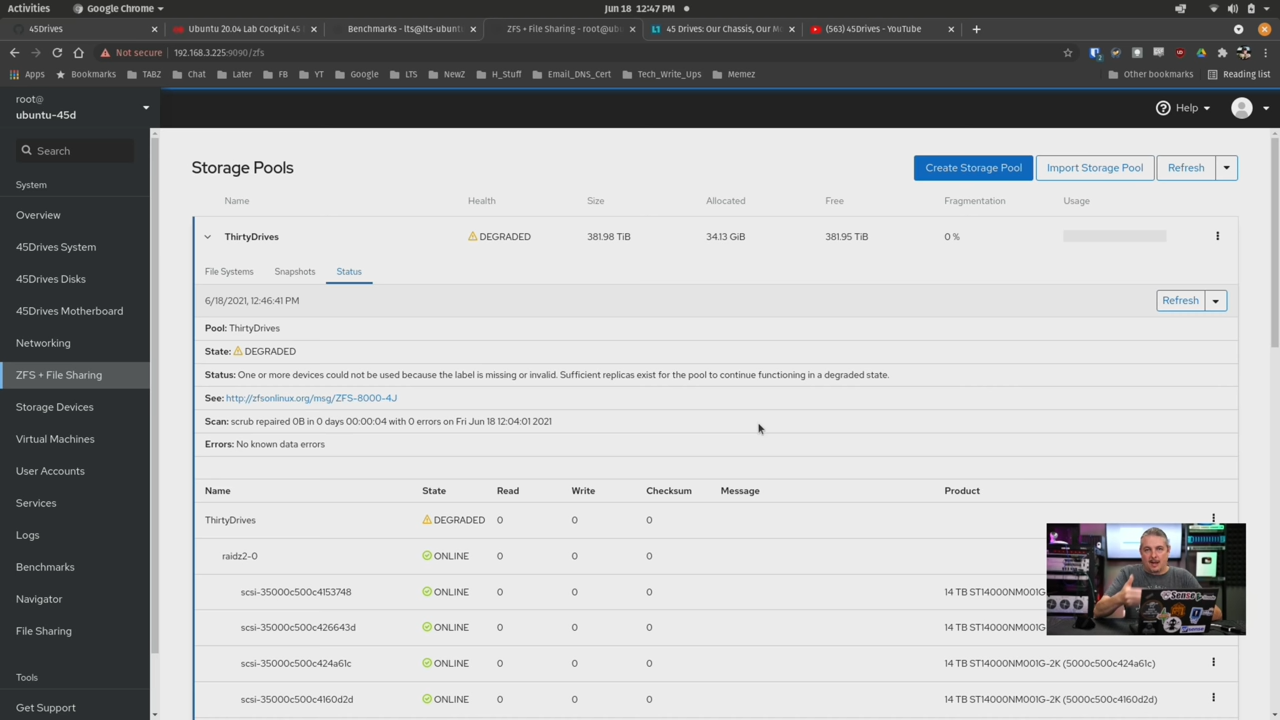 Activities
Google Chrome
Jun 18 12:47 PM
45Drives
Ubuntu 20.04 Lab Cockpit 45
Benchmarks - lts@lts-ubuntu
ZFS + File Sharing - root@ub
45 Drives: Our Chassis, Our M
(563) 45Drives - YouTube
Not secure
192.168.3.225:9090/zfs
Apps
Bookmarks
TABZ
Chat
Later
FB
YT
Google
LTS
NewZ
H_Stuff
Email_DNS_Cert
Tech_Write_Ups
Memez
Other bookmarks
Reading list
root@
ubuntu-45d
Help
Search
System
Overview
45Drives System
45Drives Disks
45Drives Motherboard
Networking
ZFS + File Sharing
Storage Devices
Virtual Machines
User Accounts
Services
Logs
Benchmarks
Navigator
File Sharing
Tools
Get Support
Storage Pools
Create Storage Pool
Import Storage Pool
Refresh
Name Health Size Allocated Free Fragmentation Usage
ThirtyDrives DEGRADED 381.98 TiB 34.13 GiB 381.95 TiB 0 %
File Systems Snapshots Status
6/18/2021, 12:46:41 PM
Refresh
Pool: ThirtyDrives
State: DEGRADED
Status: One or more devices could not be used because the label is missing or invalid. Sufficient replicas exist for the pool to continue functioning in a degraded state.
See: http://zfsonlinux.org/msg/ZFS-8000-4J
Scan: scrub repaired 0B in 0 days 00:00:04 with 0 errors on Fri Jun 18 12:04:01 2021
Errors: No known data errors
Name State Read Write Checksum Message Product
ThirtyDrives DEGRADED 0 0 0
raidz2-0 ONLINE 0 0 0
scsi-35000c500c4153748 ONLINE 0 0 0 14 TB ST14000NM001G
scsi-35000c500c426643d ONLINE 0 0 0 14 TB ST14000NM001G
scsi-35000c500c424a61c ONLINE 0 0 0 14 TB ST14000NM001G-2K (5000c500c424a61c)
scsi-35000c500c4160d2d ONLINE 0 0 0 14 TB ST14000NM001G-2K (5000c500c4160d2d)